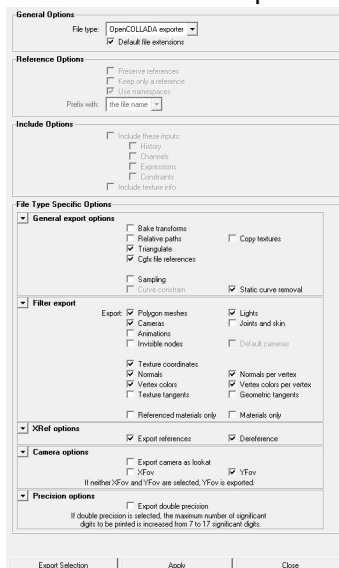 General Options
File type: OpenCOLLADA exporter
Default file extensions
Reference Options
Preserve references
Keep only a reference
Use namespaces
Prefix with: the file name
Include Options
Include these inputs:
History
Channels
Expressions
Constraints
Include texture info
File Type Specific Options
General export options
Bake transforms
Relative paths Copy textures
Triangulate
Cgfx file references
Sampling
Curve constrain Static curve removal
Filter export
Export: Polygon meshes Lights
Cameras Joints and skin
Animations
Invisible nodes Default cameras
Texture coordinates
Normals Normals per vertex
Vertex colors Vertex colors per vertex
Texture tangents Geometric tangents
Referenced materials only Materials only
XRef options
Export references Dereference
Camera options
Export camera as lookat
XFov YFov
If neither XFov and YFov are selected, YFov is exported.
Precision options
Export double precision
If double precision is selected, the maximum number of significant
digits to be printed is increased from 7 to 17 significant digits.
Export Selection Apply Close